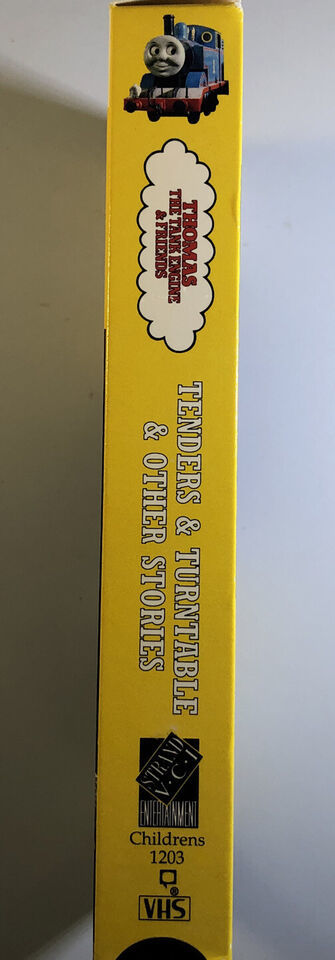 THOMAS
THE TANK ENGINE
& FRIENDS
TENDERS & TURNTABLE
& OTHER STORIES
STRAND
V·C·I
ENTERTAINMENT
Childrens
1203
®
VHS